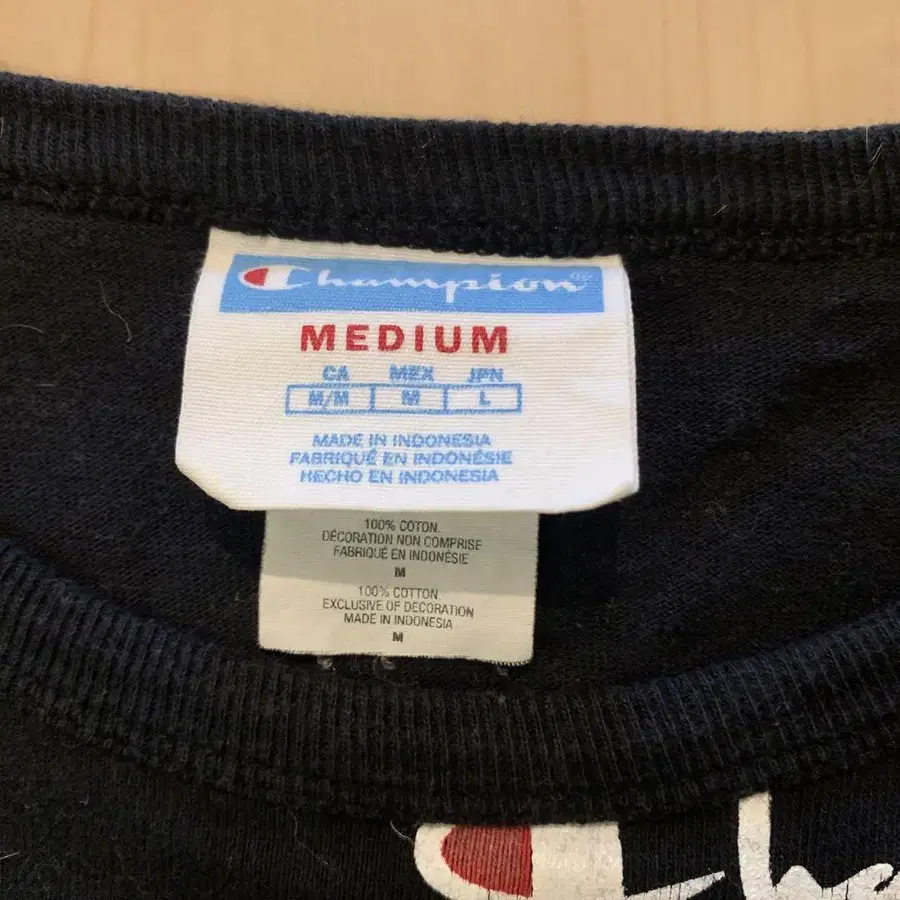 Champion
MEDIUM
CA MEX JPN
M/M M L
MADE IN INDONESIA
FABRIQUÉ EN INDONÉSIE
HECHO EN INDONESIA
100% COTON.
DÉCORATION NON COMPRISE
FABRIQUÉ EN INDONÉSIE
M
100% COTTON
EXCLUSIVE OF DECORATION
MADE IN INDONESIA
M
Cha